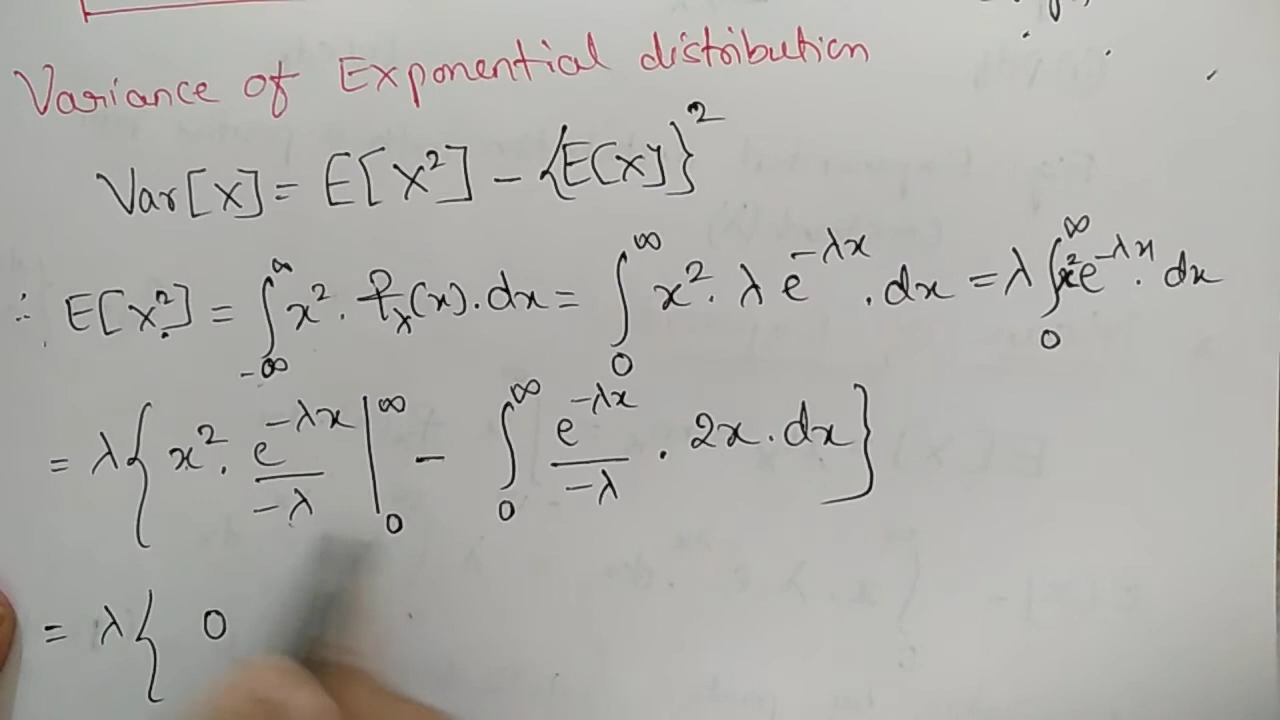 Variance of Exponential distribution
Var[X] = E[X²] - {E[X]}²
∴ E[X²] = ∫_{-∞}^{∞} x². f_X(x). dx = ∫_0^∞ x². λ e^{-λx}. dx = λ ∫_0^∞ x² e^{-λx}. dx
= λ{ x². e^{-λx}/-λ |_0^∞ - ∫_0^∞ e^{-λx}/-λ . 2x. dx }
= λ{ 0